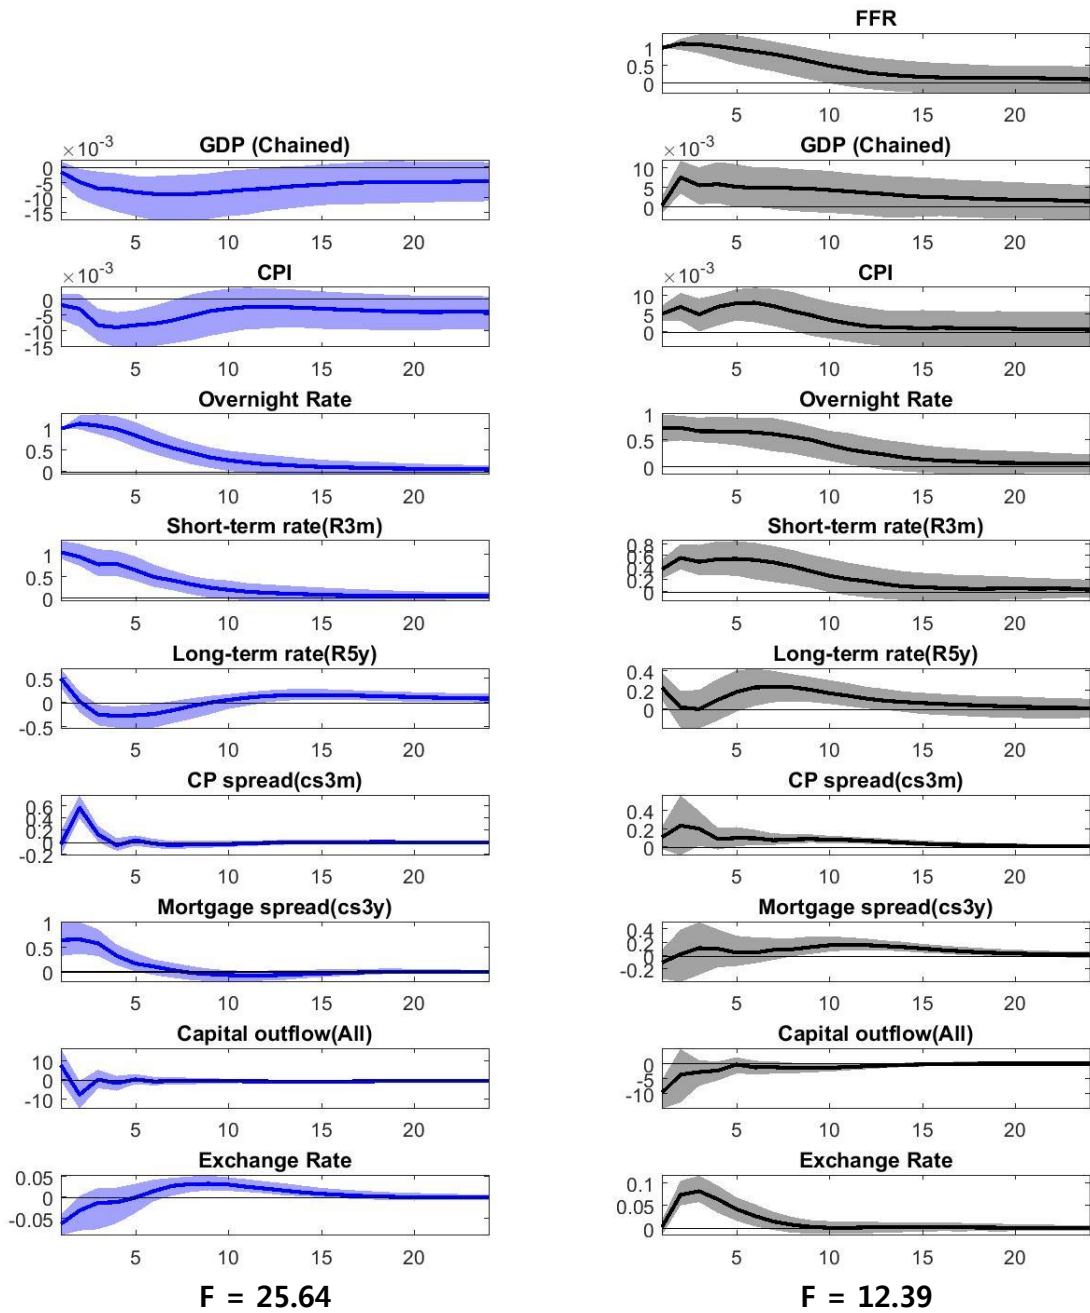 ×10⁻³
GDP (Chained)
0
-5
-10
-15
5 10 15 20
×10⁻³
CPI
0
-5
-10
-15
5 10 15 20
Overnight Rate
1
0.5
0
5 10 15 20
Short-term rate(R3m)
1
0.5
0
5 10 15 20
Long-term rate(R5y)
0.5
0
-0.5
5 10 15 20
CP spread(cs3m)
0.6
0.4
0.2
0
-0.2
5 10 15 20
Mortgage spread(cs3y)
1
0.5
0
5 10 15 20
Capital outflow(All)
10
0
-10
5 10 15 20
Exchange Rate
0.05
0
-0.05
5 10 15 20
F = 25.64
FFR
1
0.5
0
5 10 15 20
×10⁻³
GDP (Chained)
10
5
0
5 10 15 20
×10⁻³
CPI
10
5
0
5 10 15 20
Overnight Rate
1
0.5
0
5 10 15 20
Short-term rate(R3m)
0.8
0.6
0.4
0.2
0
5 10 15 20
Long-term rate(R5y)
0.4
0.2
0
5 10 15 20
CP spread(cs3m)
0.4
0.2
0
5 10 15 20
Mortgage spread(cs3y)
0.4
0.2
0
-0.2
5 10 15 20
Capital outflow(All)
0
-5
-10
5 10 15 20
Exchange Rate
0.1
0.05
0
5 10 15 20
F = 12.39